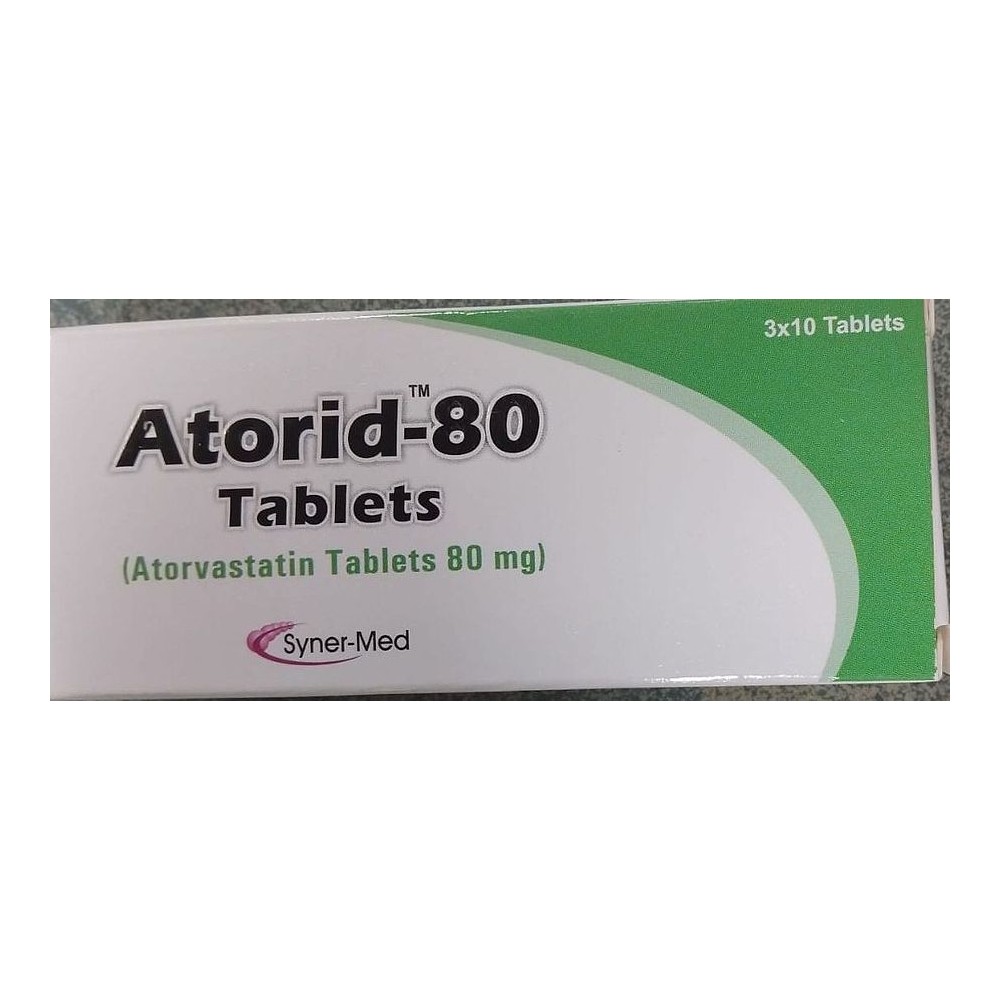 3x10 Tablets
Atorid™-80
Tablets
(Atorvastatin Tablets 80 mg)
Syner-Med